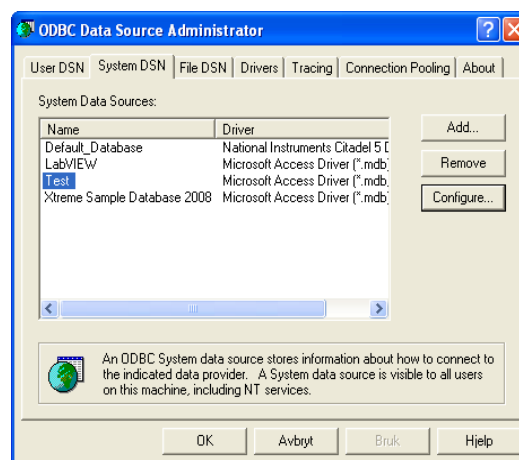 ODBC Data Source Administrator
User DSN System DSN File DSN Drivers Tracing Connection Pooling About
System Data Sources:
Name Driver
Default_Database National Instruments Citadel 5 D
LabVIEW Microsoft Access Driver (*.mdb)
Test Microsoft Access Driver (*.mdb)
Xtreme Sample Database 2008 Microsoft Access Driver (*.mdb)
Add...
Remove
Configure...
An ODBC System data source stores information about how to connect to
the indicated data provider. A System data source is visible to all users
on this machine, including NT services.
OK Avbryt Bruk Hjelp